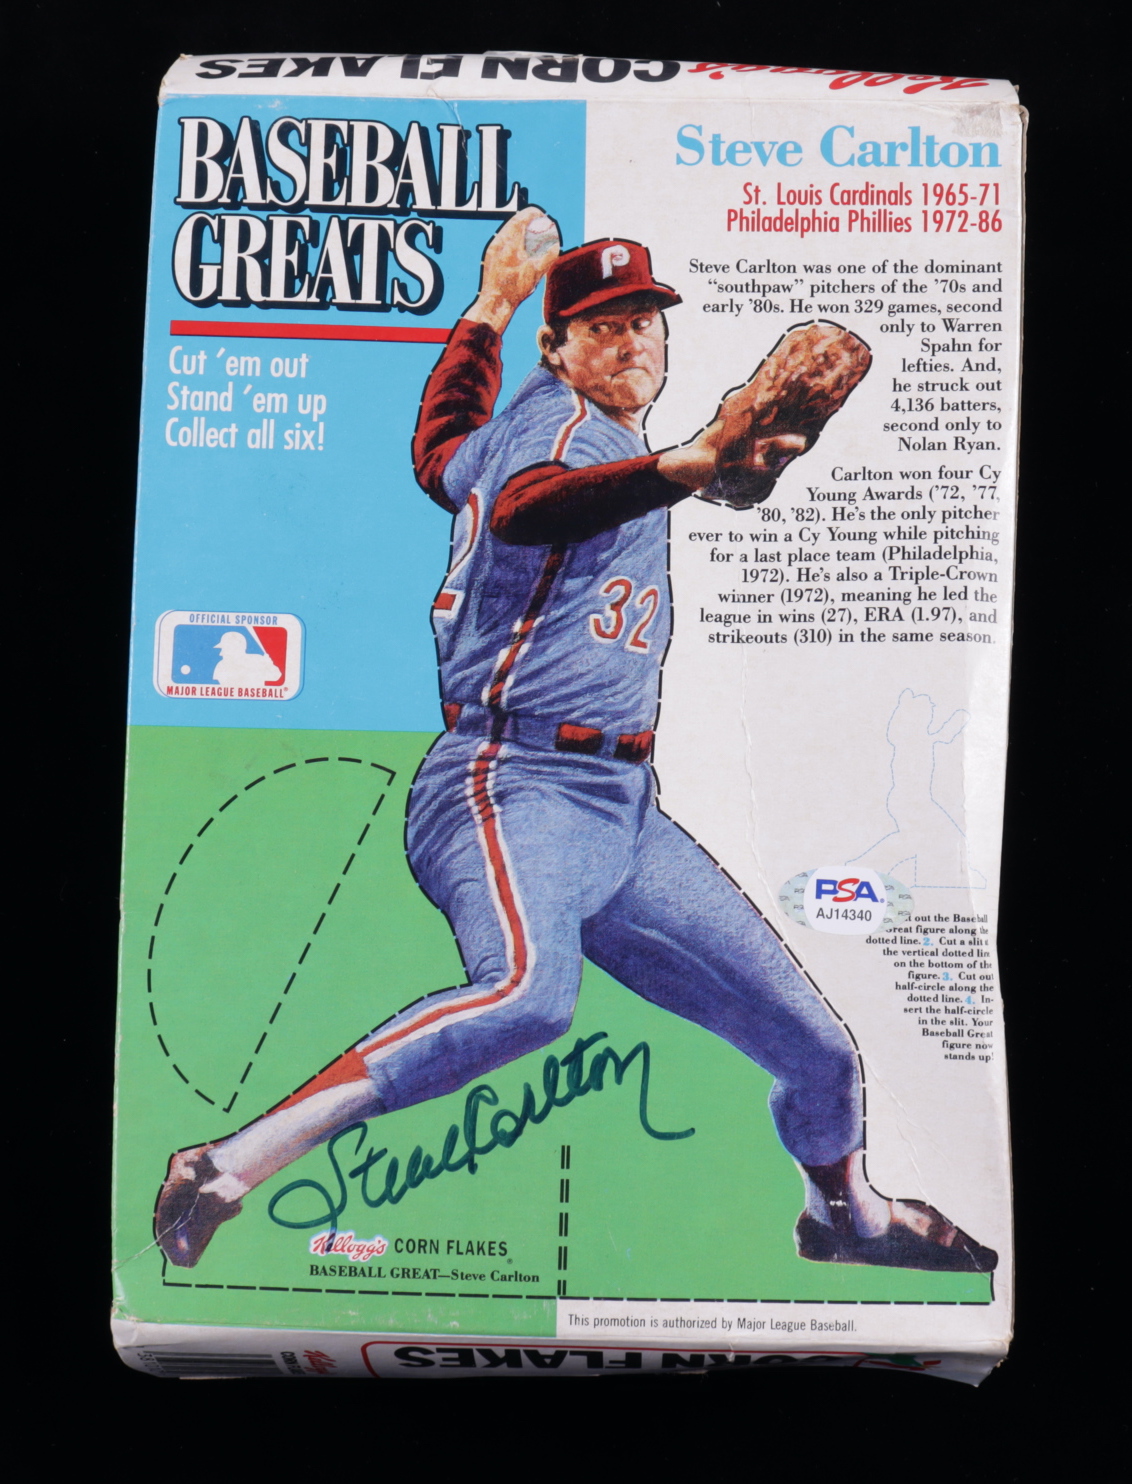 Kellogg's CORN FLAKES
BASEBALL
GREATS
Cut 'em out
Stand 'em up
Collect all six!
OFFICIAL SPONSOR
MAJOR LEAGUE BASEBALL®
Steve Carlton
St. Louis Cardinals 1965-71
Philadelphia Phillies 1972-86
Steve Carlton was one of the dominant
“southpaw” pitchers of the '70s and
early '80s. He won 329 games, second
only to Warren
Spahn for
lefties. And,
he struck out
4,136 batters,
second only to
Nolan Ryan.
Carlton won four Cy
Young Awards ('72, '77,
'80, '82). He's the only pitcher
ever to win a Cy Young while pitching
for a last place team (Philadelphia,
1972). He's also a Triple-Crown
winner (1972), meaning he led the
league in wins (27), ERA (1.97), and
strikeouts (310) in the same season.
P
32
2
PSA
AJ14340
out the Baseball
Great figure along the
dotted line. 2. Cut a slit
the vertical dotted
on the bottom of the
figure. 3. Cut out
half-circle along the
dotted line. 4. In-
sert the half-circle
in the slit. Your
Baseball Great
figure now
stands up!
Steve Carlton
Kellogg's CORN FLAKES®
BASEBALL GREAT—Steve Carlton
This promotion is authorized by Major League Baseball.
CORN FLAKES